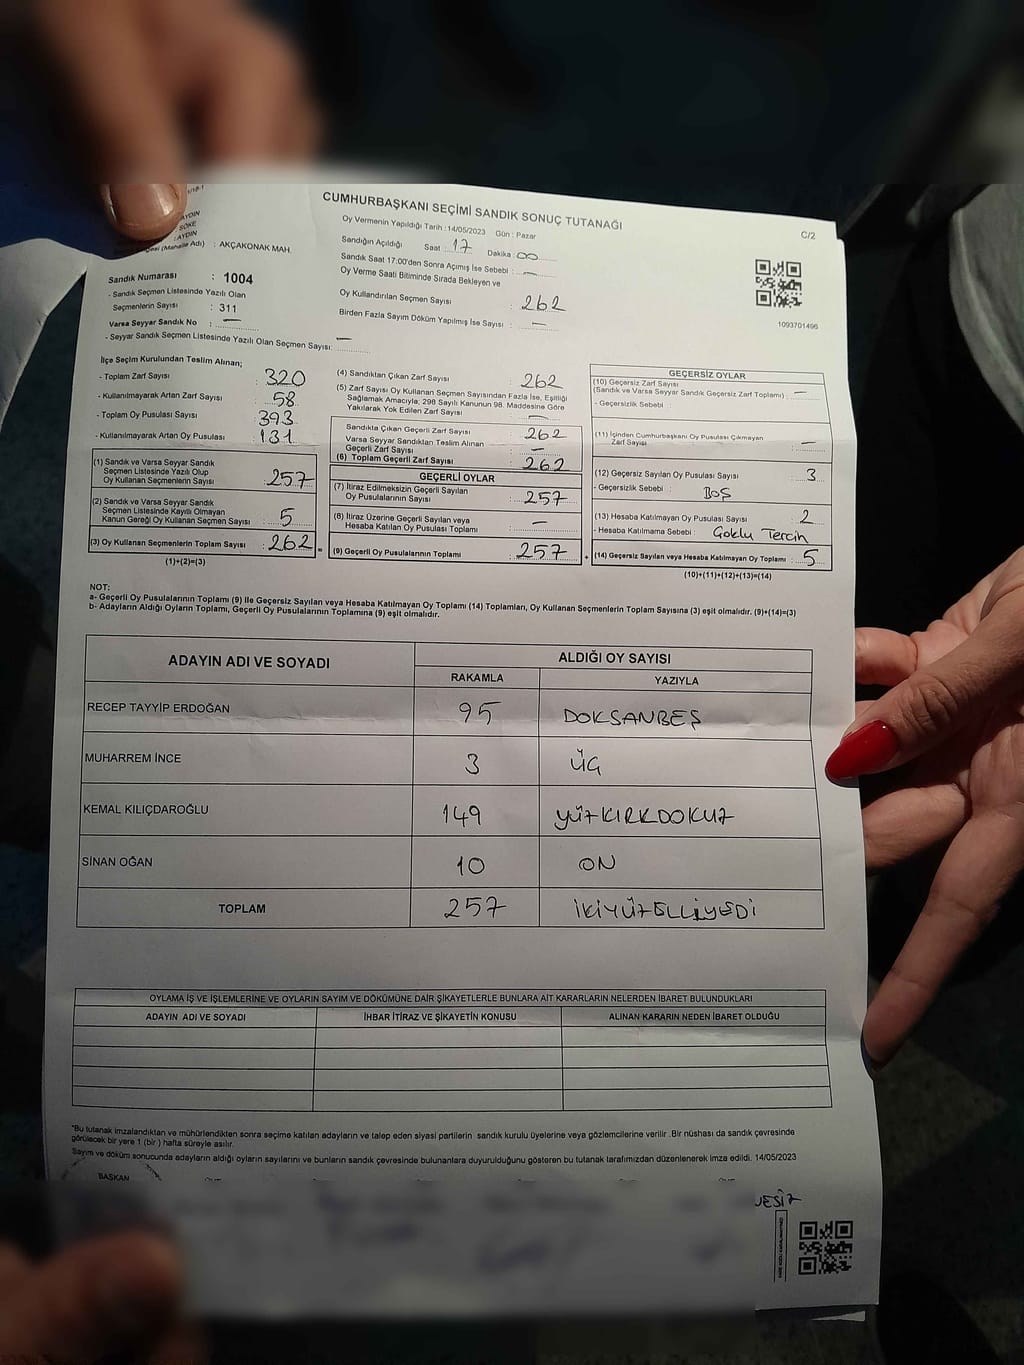 CUMHURBAŞKANI SEÇİMİ SANDIK SONUÇ TUTANAĞI
C/2
AYDIN
SÖKE
:AYDIN
(Mahalle Adı) : AKÇAKONAK MAH.
Oy Vermenin Yapıldığı Tarih : 14/05/2023 Gün : Pazar
Sandığın Açıldığı Saat : 17 Dakika : 00
Sandık Saat 17:00'den Sonra Açımış İse Sebebi : —
Oy Verme Saati Bitiminde Sırada Bekleyen ve
Oy Kullandırılan Seçmen Sayısı : 262
Birden Fazla Sayım Döküm Yapılmış İse Sayısı : —
1093701496
Sandık Numarası : 1004
- Sandık Seçmen Listesinde Yazılı Olan
Seçmenlerin Sayısı : 311
Varsa Seyyar Sandık No : —
- Seyyar Sandık Seçmen Listesinde Yazılı Olan Seçmen Sayısı: —
İlçe Seçim Kurulundan Teslim Alınan;
- Toplam Zarf Sayısı : 320
- Kullanılmayarak Artan Zarf Sayısı : 58
- Toplam Oy Pusulası Sayısı : 393
- Kullanılmayarak Artan Oy Pusulası : 131
(1) Sandık ve Varsa Seyyar Sandık
Seçmen Listesinde Yazılı Olup
Oy Kullanan Seçmenlerin Sayısı : 257
(2) Sandık ve Varsa Seyyar Sandık
Seçmen Listesinde Kayıtlı Olmayan
Kanun Gereği Oy Kullanan Seçmen Sayısı : 5
(3) Oy Kullanan Seçmenlerin Toplam Sayısı : 262
(1)+(2)=(3)
(4) Sandıktan Çıkan Zarf Sayısı : 262
(5) Zarf Sayısı Oy Kullanan Seçmen Sayısından Fazla İse, Eşitliği
Sağlamak Amacıyla, 298 Sayılı Kanunun 98. Maddesine Göre
Yakılarak Yok Edilen Zarf Sayısı : —
Sandıkta Çıkan Geçerli Zarf Sayısı : 262
Varsa Seyyar Sandıktan Teslim Alınan
Geçerli Zarf Sayısı : —
(6) Toplam Geçerli Zarf Sayısı : 262
GEÇERLİ OYLAR
(7) İtiraz Edilmeksizin Geçerli Sayılan
Oy Pusulalarının Sayısı : 257
(8) İtiraz Üzerine Geçerli Sayılan veya
Hesaba Katılan Oy Pusulası Toplamı : —
(9) Geçerli Oy Pusulalarının Toplamı : 257
GEÇERSİZ OYLAR
(10) Geçersiz Zarf Sayısı
(Sandık ve Varsa Seyyar Sandık Geçersiz Zarf Toplamı) : —
- Geçersizlik Sebebi :
(11) İçinden Cumhurbaşkanı Oy Pusulası Çıkmayan
Zarf Sayısı : —
(12) Geçersiz Sayılan Oy Pusulası Sayısı : 3
- Geçersizlik Sebebi : BOŞ
(13) Hesaba Katılmayan Oy Pusulası Sayısı : 2
- Hesaba Katılmama Sebebi : Çoklu Tercih
(14) Geçersiz Sayılan veya Hesaba Katılmayan Oy Toplamı : 5
(10)+(11)+(12)+(13)=(14)
NOT:
a- Geçerli Oy Pusulalarının Toplamı (9) ile Geçersiz Sayılan veya Hesaba Katılmayan Oy Toplamı (14) Toplamları, Oy Kullanan Seçmenlerin Toplam Sayısına (3) eşit olmalıdır. (9)+(14)=(3)
b- Adayların Aldığı Oyların Toplamı, Geçerli Oy Pusulalarının Toplamına (9) eşit olmalıdır.
ADAYIN ADI VE SOYADI ALDIĞI OY SAYISI
RAKAMLA YAZIYLA
RECEP TAYYİP ERDOĞAN 95 DOKSANBEŞ
MUHARREM İNCE 3 ÜÇ
KEMAL KILIÇDAROĞLU 149 YÜZKIRKDOKUZ
SİNAN OĞAN 10 ON
TOPLAM 257 İKİYÜZELLİYEDİ
OYLAMA İŞ VE İŞLEMLERİNE VE OYLARIN SAYIM VE DÖKÜMÜNE DAİR ŞİKAYETLERLE BUNLARA AİT KARARLARIN NELERDEN İBARET BULUNDUKLARI
ADAYIN ADI VE SOYADI İHBAR İTİRAZ VE ŞİKAYETİN KONUSU ALINAN KARARIN NEDEN İBARET OLDUĞU
*Bu tutanak imzalandıktan ve mühürlendikten sonra seçime katılan adayların ve talep eden siyasi partilerin sandık kurulu üyelerine veya gözlemcilerine verilir .Bir nüshası da sandık çevresinde
görülecek bir yere 1 (bir ) hafta süreyle asılır.
Sayım ve döküm sonucunda adayların aldığı oyların sayılarını ve bunların sandık çevresinde bulunanlara duyurulduğunu gösteren bu tutanak tarafımızdan düzenlenerek imza edildi. 14/05/2023
BAŞKAN